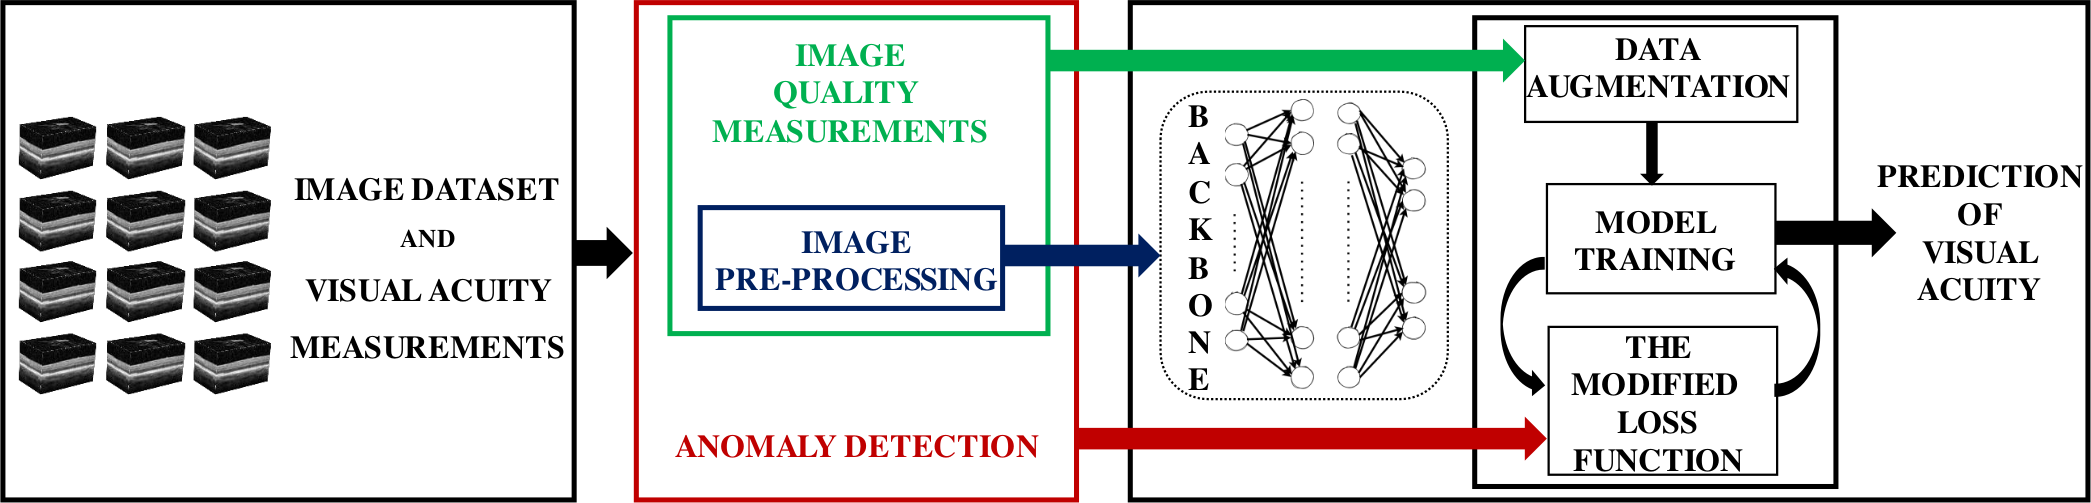 IMAGE DATASET
AND
VISUAL ACUITY
MEASUREMENTS
IMAGE
QUALITY
MEASUREMENTS
IMAGE
PRE-PROCESSING
ANOMALY DETECTION
B
A
C
K
B
O
N
E
DATA
AUGMENTATION
MODEL
TRAINING
THE
MODIFIED
LOSS
FUNCTION
PREDICTION
OF
VISUAL
ACUITY